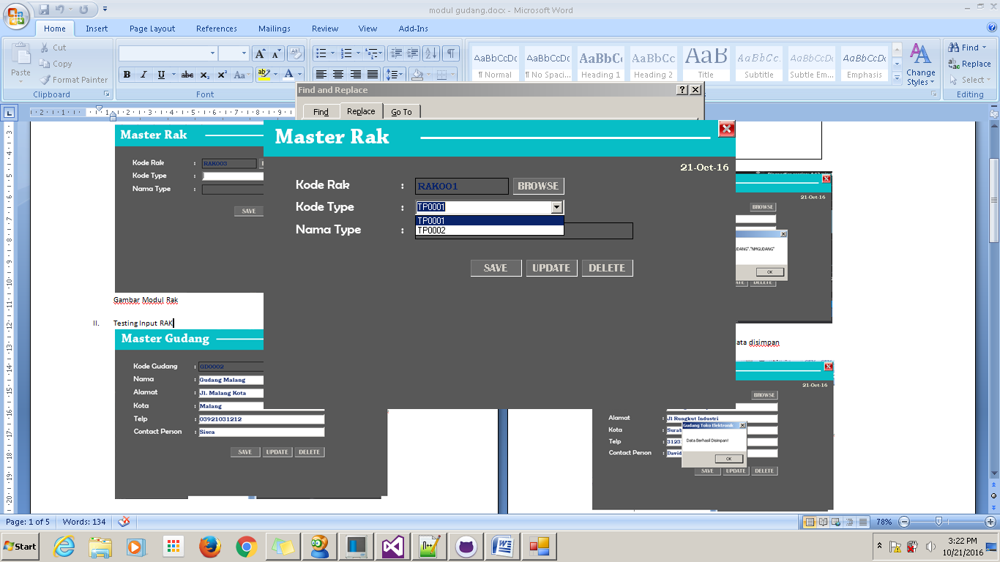 modul gudang.docx - Microsoft Word
Home Insert Page Layout References Mailings Review View Add-Ins
Paste
Cut
Copy
Format Painter
Clipboard
Font
AaBbCcDc
¶ Normal
AaBbCcDc
¶ No Spaci...
AaBbC
Heading 1
AaBbCc
Heading 2
AaB
Title
AaBbCc.
Subtitle
AaBbCcDc
Subtle Em...
AaBbCcDc
Emphasis
Change Styles
Find
Replace
Select
Editing
Find and Replace
Find Replace Go To
Master Rak
Kode Rak : RAK003
Kode Type :
Nama Type :
SAVE
Gambar Modul Rak
II. Testing Input RAK
Master Gudang
Kode Gudang : GD0002
Nama : Gudang Malang
Alamat : Jl. Malang Kota
Kota : Malang
Telp : 03921031212
Contact Person : Sisca
SAVE UPDATE DELETE
Master Rak
21-Oct-16
Kode Rak : RAK001 BROWSE
Kode Type : TP0001
TP0001
TP0002
Nama Type :
SAVE UPDATE DELETE
21-Oct-16
BROWSE
"NMGUDANG"
OK
DELETE
disimpan
21-Oct-16
BROWSE
Alamat : Jl Rungkut Industri
Kota :
Telp :
Contact Person : David
Gudang Toko Elektronik
Data Berhasil Disimpan!
OK
SAVE UPDATE DELETE
Page: 1 of 5 Words: 134 78%
Start
3:22 PM
10/21/2016